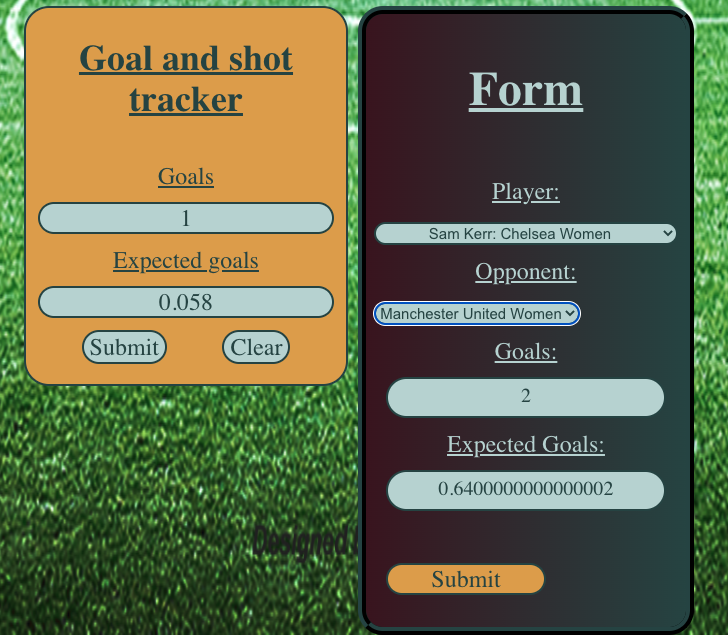 Goal and shot
tracker
Goals
1
Expected goals
0.058
Submit
Clear
Form
Player:
Sam Kerr: Chelsea Women
Opponent:
Manchester United Women
Goals:
2
Expected Goals:
0.6400000000000002
Submit
Designed